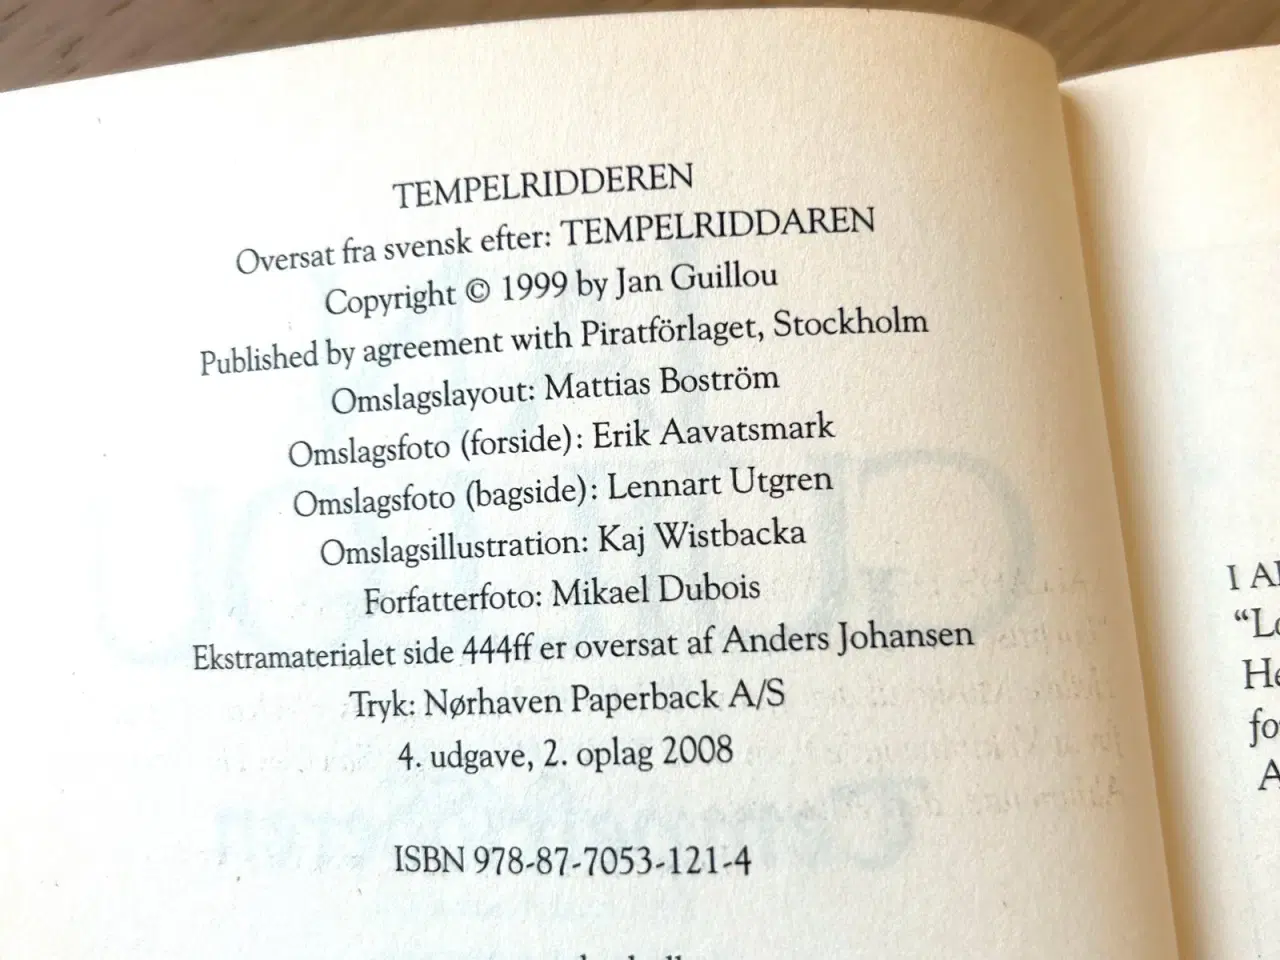 TEMPELRIDDEREN
Oversat fra svensk efter: TEMPELRIDDAREN
Copyright © 1999 by Jan Guillou
Published by agreement with Piratförlaget, Stockholm
Omslagslayout: Mattias Boström
Omslagsfoto (forside): Erik Aavatsmark
Omslagsfoto (bagside): Lennart Utgren
Omslagsillustration: Kaj Wistbacka
Forfatterfoto: Mikael Dubois
Ekstramaterialet side 444ff er oversat af Anders Johansen
Tryk: Nørhaven Paperback A/S
4. udgave, 2. oplag 2008
ISBN 978-87-7053-121-4
I